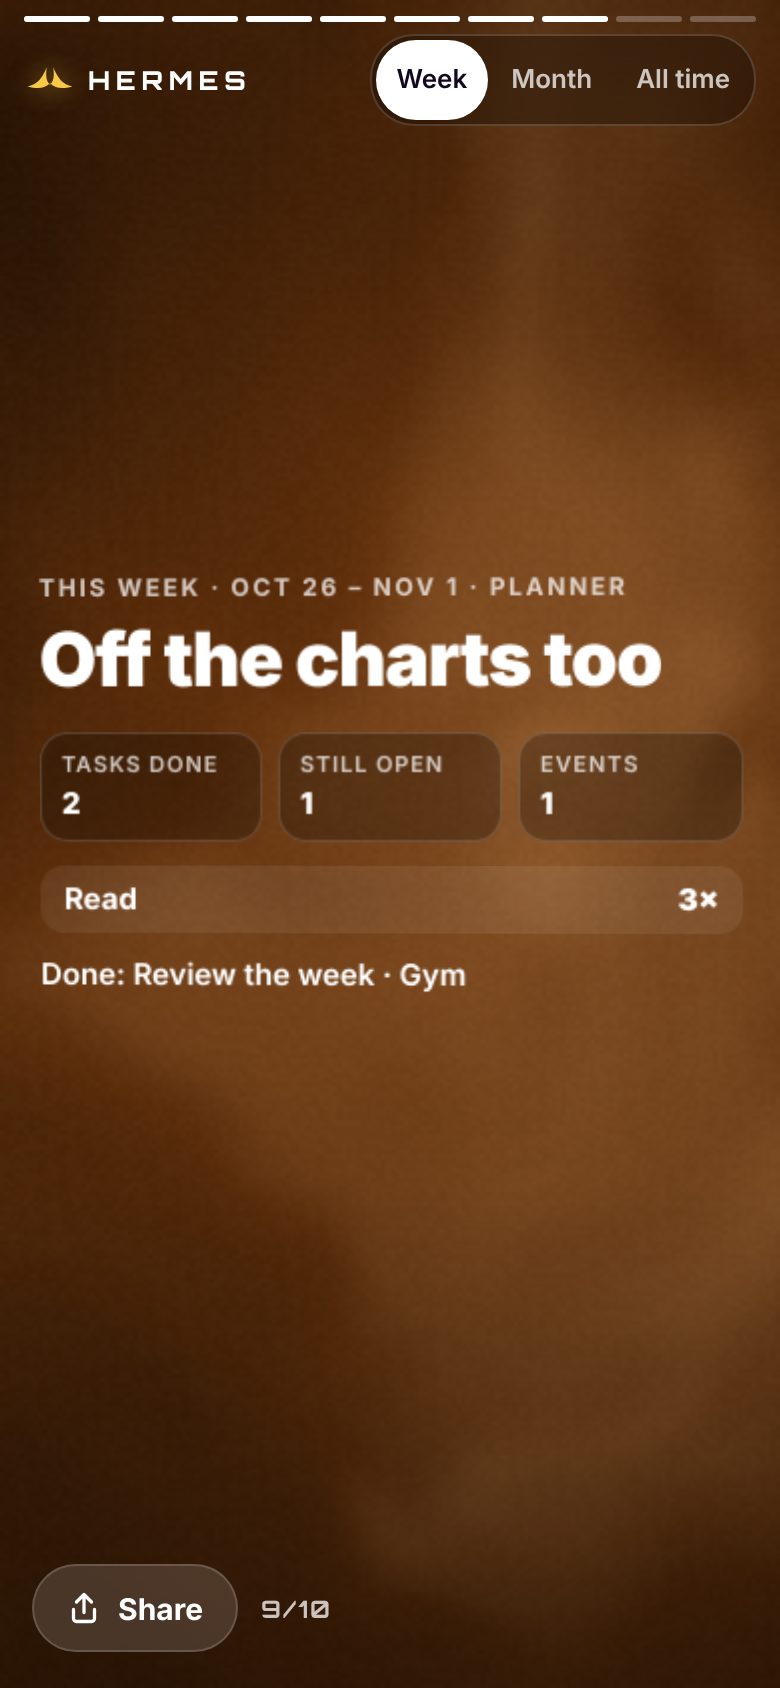 HERMES
Week Month All time
THIS WEEK · OCT 26 – NOV 1 · PLANNER
Off the charts too
TASKS DONE STILL OPEN EVENTS
2 1 1
Read 3×
Done: Review the week · Gym
Share 9/10